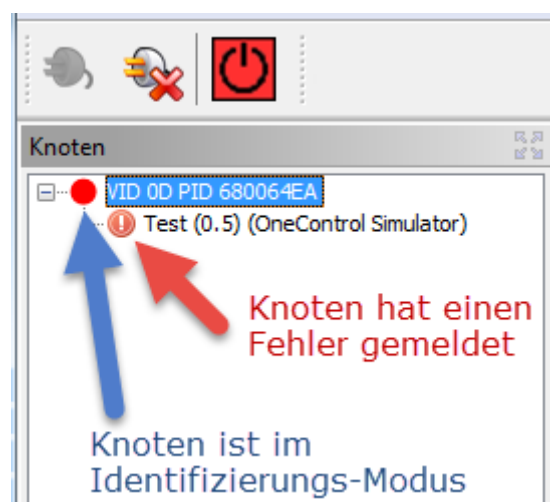 Knoten
VID 0D PID 680064EA
Test (0.5) (OneControl Simulator)
Knoten hat einen
Fehler gemeldet
Knoten ist im
Identifizierungs-Modus